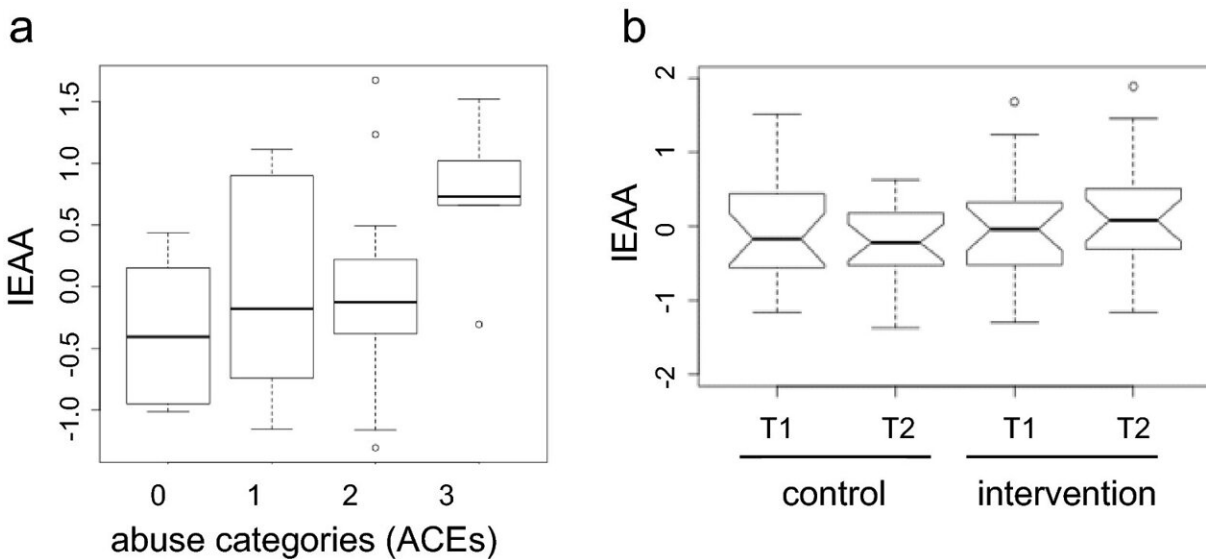 a
IEAA
1.5
1.0
0.5
0.0
-0.5
-1.0
0 1 2 3
abuse categories (ACEs)
b
IEAA
2
1
0
-1
-2
T1 T2 T1 T2
control intervention